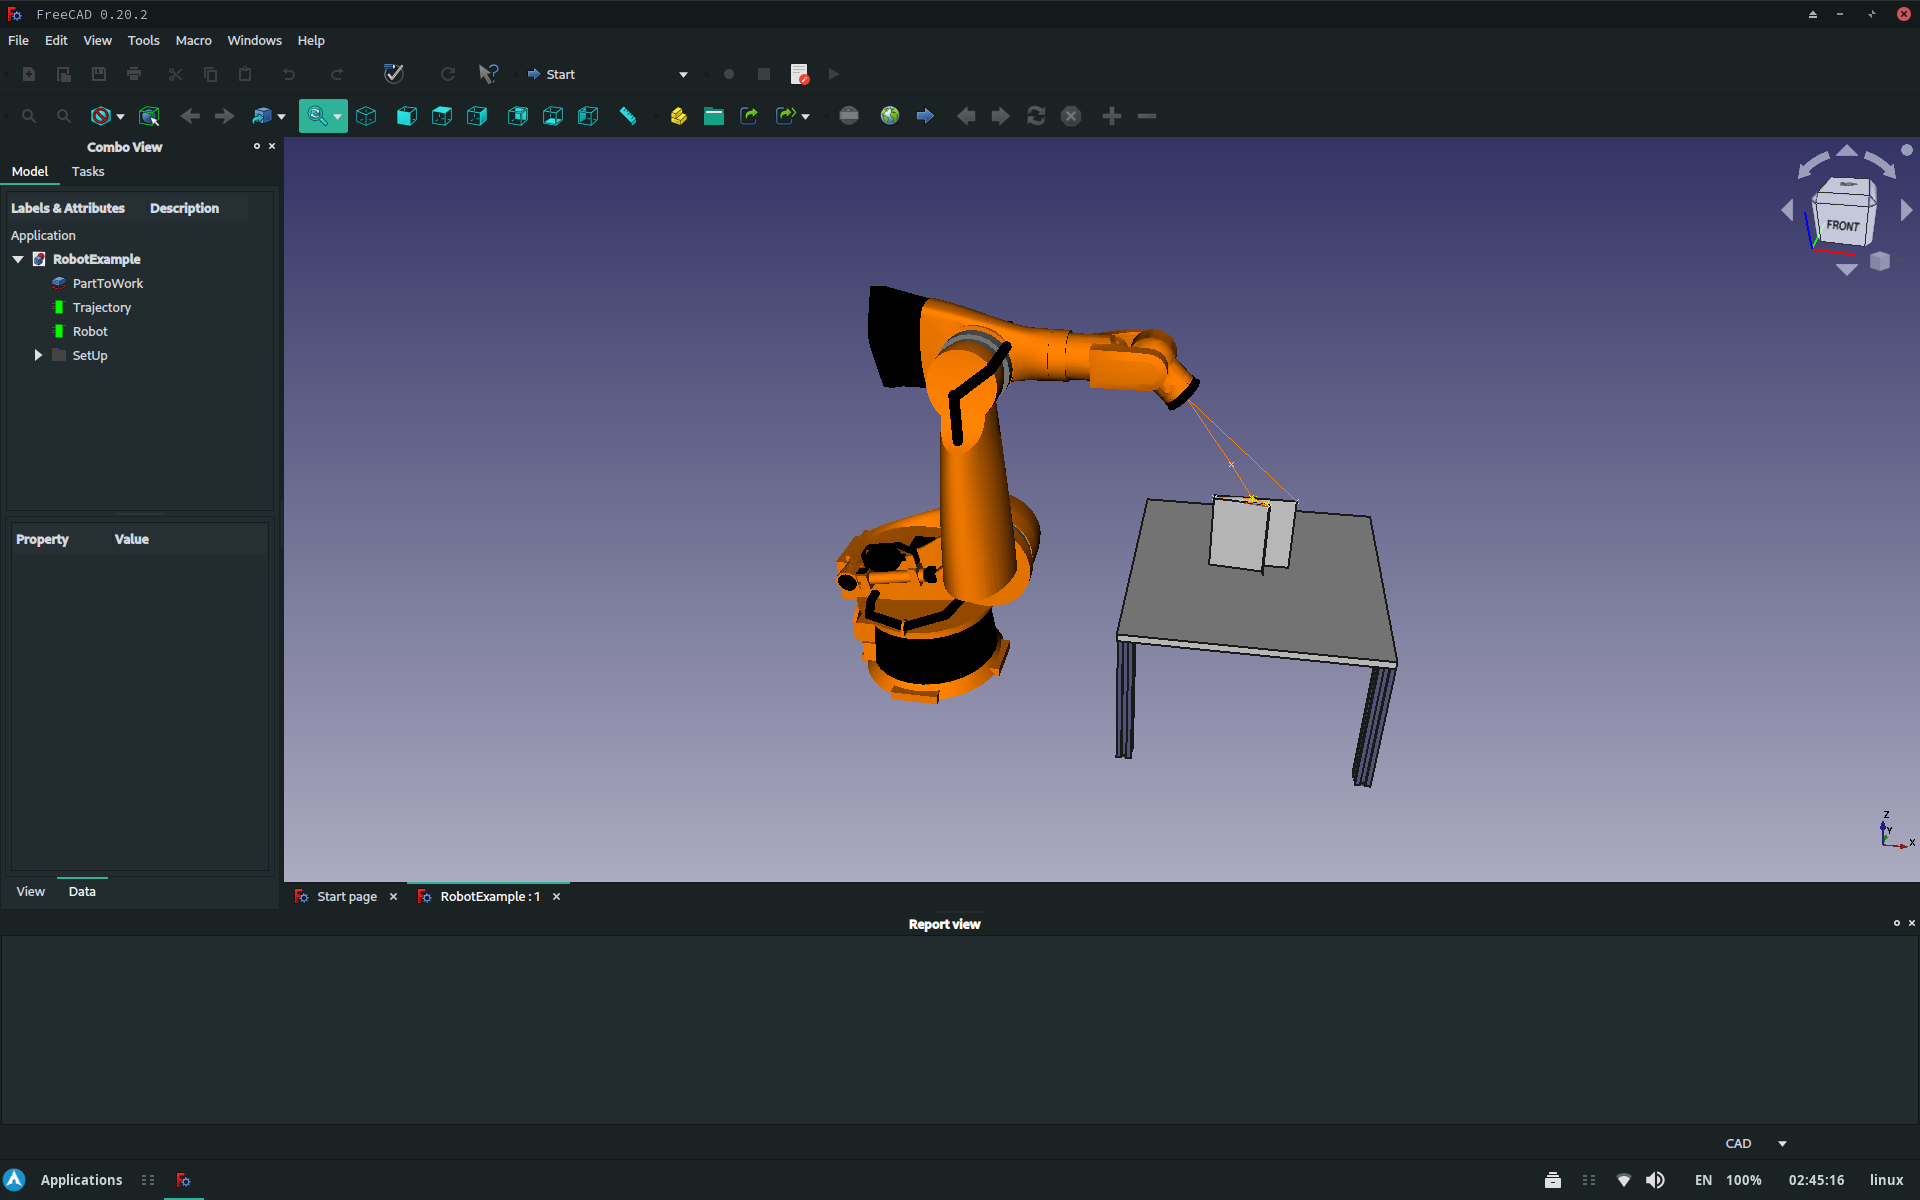 FreeCAD 0.20.2
File Edit View Tools Macro Windows Help
Start
Combo View
Model Tasks
Labels & Attributes Description
Application
RobotExample
PartToWork
Trajectory
Robot
SetUp
Property Value
View Data
FRONT
Z
Y
X
Start page RobotExample : 1
Report view
CAD
Applications EN 100% 02:45:16 linux